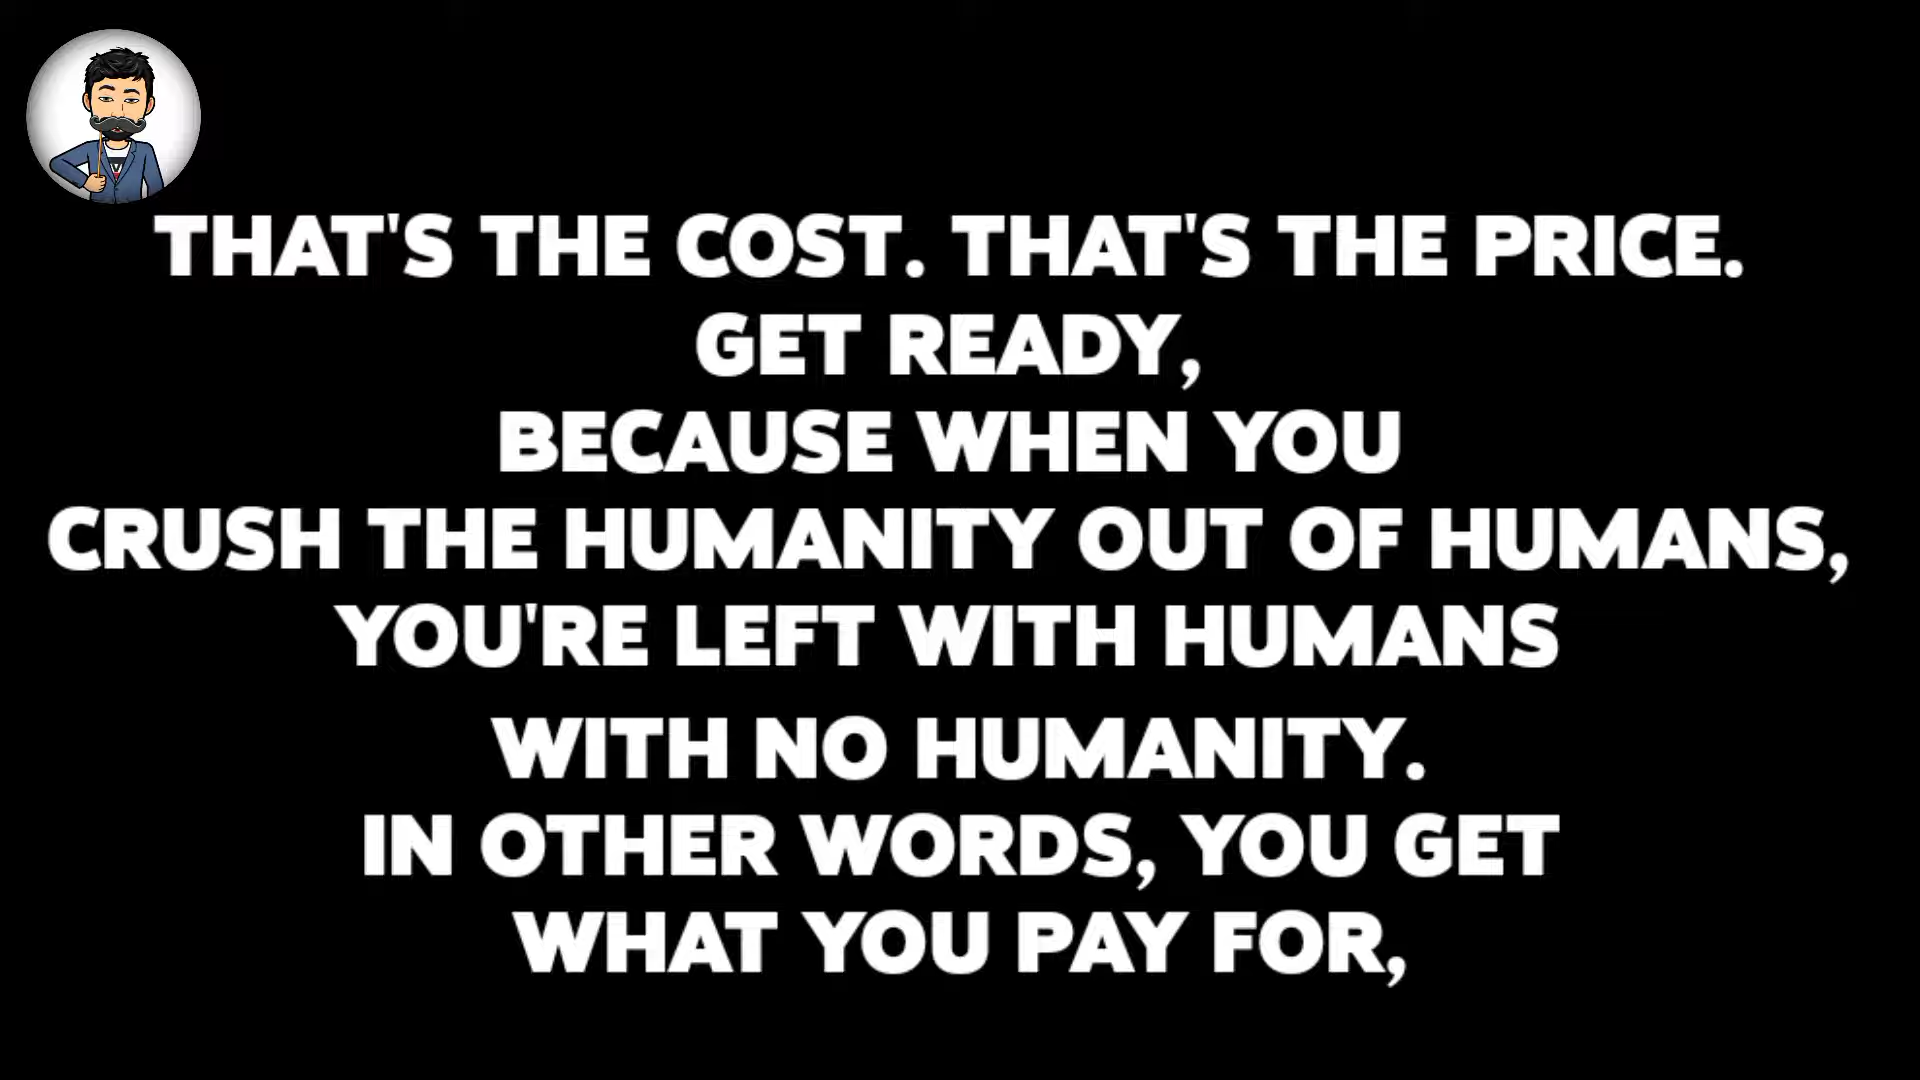 THAT'S THE COST. THAT'S THE PRICE.
GET READY,
BECAUSE WHEN YOU
CRUSH THE HUMANITY OUT OF HUMANS,
YOU'RE LEFT WITH HUMANS
WITH NO HUMANITY.
IN OTHER WORDS, YOU GET
WHAT YOU PAY FOR,